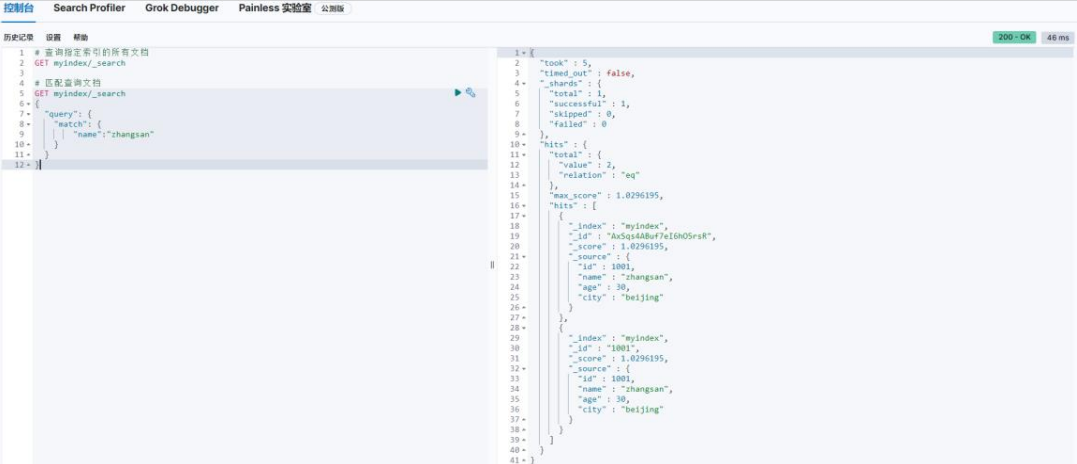 控制台 Search Profiler Grok Debugger Painless 实验室 公测版
历史记录 设置 帮助 200 - OK 46 ms
1 # 查询指定索引的所有文档
2 GET myindex/_search
3
4 # 匹配查询文档
5 GET myindex/_search
6 {
7 "query": {
8 "match": {
9 "name":"zhangsan"
10 }
11 }
12 }
1 {
2 "took" : 5,
3 "timed_out" : false,
4 "_shards" : {
5 "total" : 1,
6 "successful" : 1,
7 "skipped" : 0,
8 "failed" : 0
9 },
10 "hits" : {
11 "total" : {
12 "value" : 2,
13 "relation" : "eq"
14 },
15 "max_score" : 1.0296195,
16 "hits" : [
17 {
18 "_index" : "myindex",
19 "_id" : "AxSqs4ABuf7eI6hO5rsR",
20 "_score" : 1.0296195,
21 "_source" : {
22 "id" : 1001,
23 "name" : "zhangsan",
24 "age" : 30,
25 "city" : "beijing"
26 }
27 },
28 {
29 "_index" : "myindex",
30 "_id" : "1001",
31 "_score" : 1.0296195,
32 "_source" : {
33 "id" : 1001,
34 "name" : "zhangsan",
35 "age" : 30,
36 "city" : "beijing"
37 }
38 }
39 ]
40 }
41 }